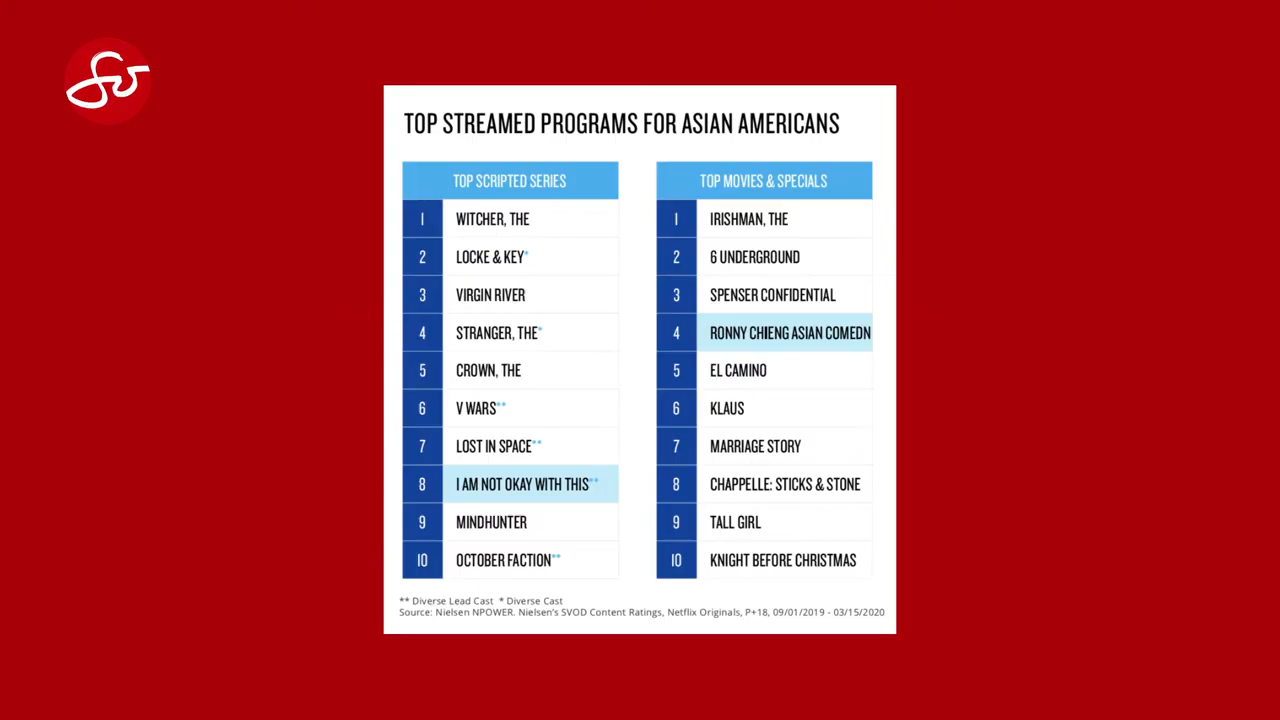 TOP STREAMED PROGRAMS FOR ASIAN AMERICANS
TOP SCRIPTED SERIES
1 WITCHER, THE
2 LOCKE & KEY*
3 VIRGIN RIVER
4 STRANGER, THE*
5 CROWN, THE
6 V WARS**
7 LOST IN SPACE**
8 I AM NOT OKAY WITH THIS**
9 MINDHUNTER
10 OCTOBER FACTION**
TOP MOVIES & SPECIALS
1 IRISHMAN, THE
2 6 UNDERGROUND
3 SPENSER CONFIDENTIAL
4 RONNY CHIENG ASIAN COMEDN
5 EL CAMINO
6 KLAUS
7 MARRIAGE STORY
8 CHAPPELLE: STICKS & STONE
9 TALL GIRL
10 KNIGHT BEFORE CHRISTMAS
** Diverse Lead Cast * Diverse Cast
Source: Nielsen NPOWER. Nielsen's SVOD Content Ratings, Netflix Originals, P+18, 09/01/2019 - 03/15/2020